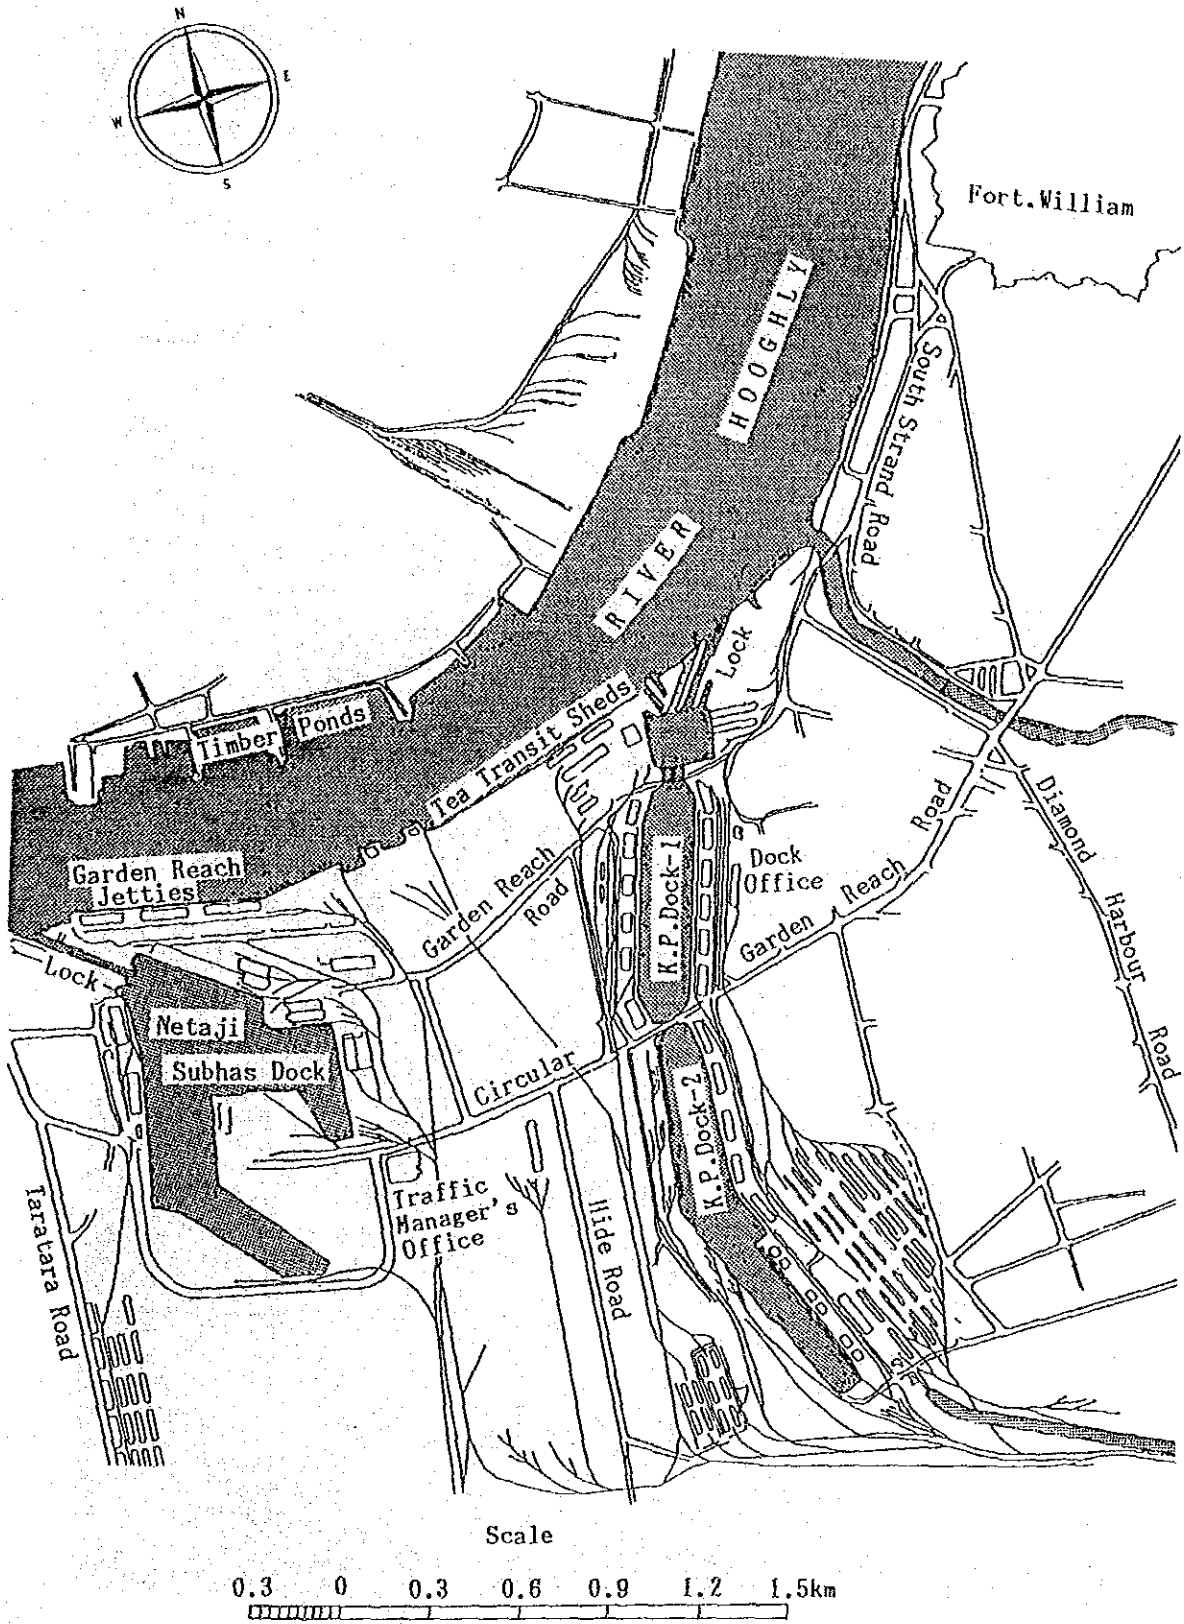 N
E
W
S
Fort.William
HOOGHLY
RIVER
South Strand Road
Lock
Timber Ponds
Tea Transit Sheds
Garden Reach
Jetties
Garden Reach
Road
K.P.Dock-1
Dock
Office
Garden Reach Road
Diamond Harbour Road
Lock
Netaji
Subhas Dock
Circular
K.P.Dock-2
Traffic
Manager's
Office
Hide Road
Taratara Road
Scale
0.3 0 0.3 0.6 0.9 1.2 1.5km